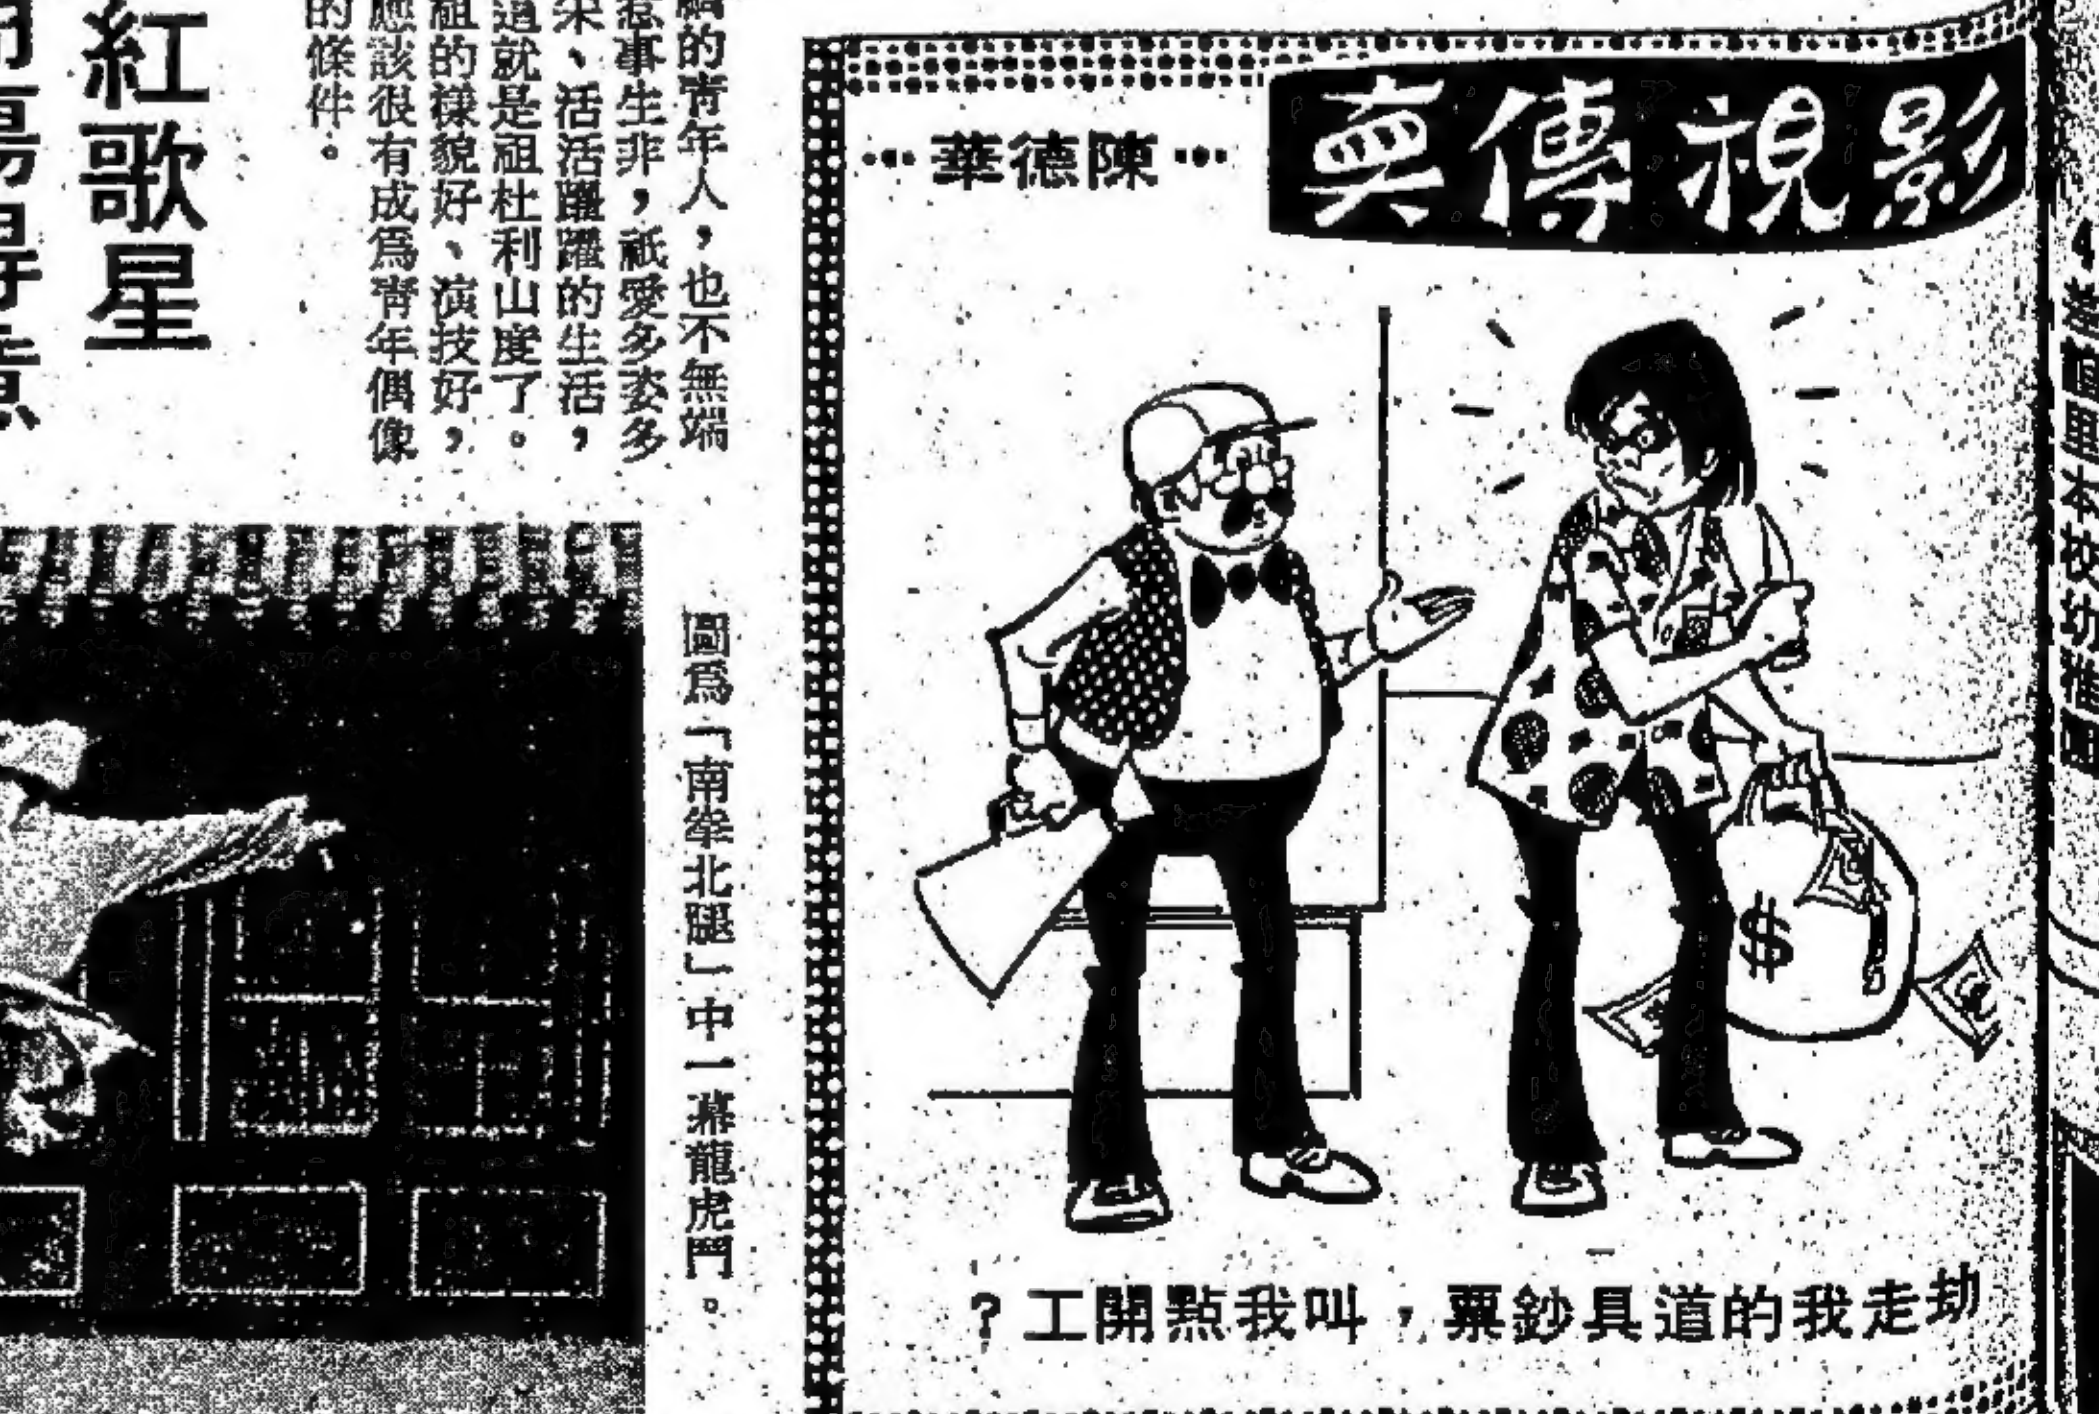 影視傳真
…陳德華…
劫走我的道具鈔票，叫我點開工？
的青年人，也不無端
惹事生非，祇愛多姿多
采、活活躍躍的生活，
這就是祖杜利山度了。
祖的樣貌好、演技好，
應該很有成爲靑年偶像
的條件。
紅歌星
圖爲「南拳北腿」中一幕龍虎鬥。